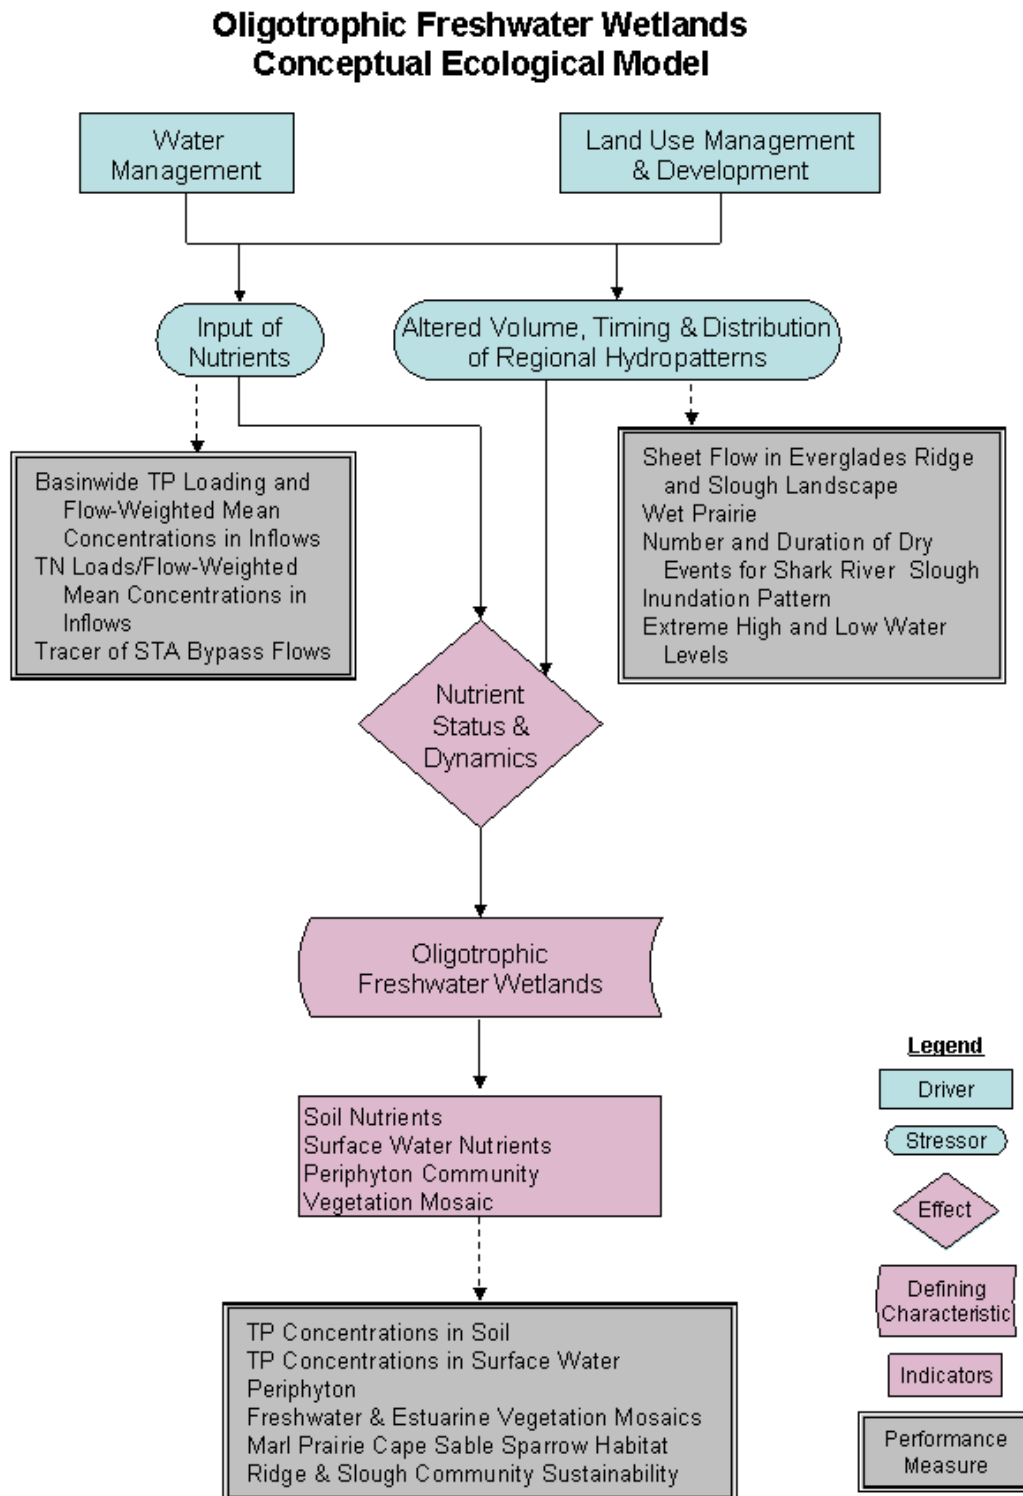 Oligotrophic Freshwater Wetlands
Conceptual Ecological Model
Water
Management
Land Use Management
& Development
Input of
Nutrients
Altered Volume, Timing & Distribution
of Regional Hydropatterns
Basinwide TP Loading and
Flow-Weighted Mean
Concentrations in Inflows
TN Loads/Flow-Weighted
Mean Concentrations in
Inflows
Tracer of STA Bypass Flows
Sheet Flow in Everglades Ridge
and Slough Landscape
Wet Prairie
Number and Duration of Dry
Events for Shark River Slough
Inundation Pattern
Extreme High and Low Water
Levels
Nutrient
Status &
Dynamics
Oligotrophic
Freshwater Wetlands
Soil Nutrients
Surface Water Nutrients
Periphyton Community
Vegetation Mosaic
TP Concentrations in Soil
TP Concentrations in Surface Water
Periphyton
Freshwater & Estuarine Vegetation Mosaics
Marl Prairie Cape Sable Sparrow Habitat
Ridge & Slough Community Sustainability
Legend
Driver
Stressor
Effect
Defining
Characteristic
Indicators
Performance
Measure